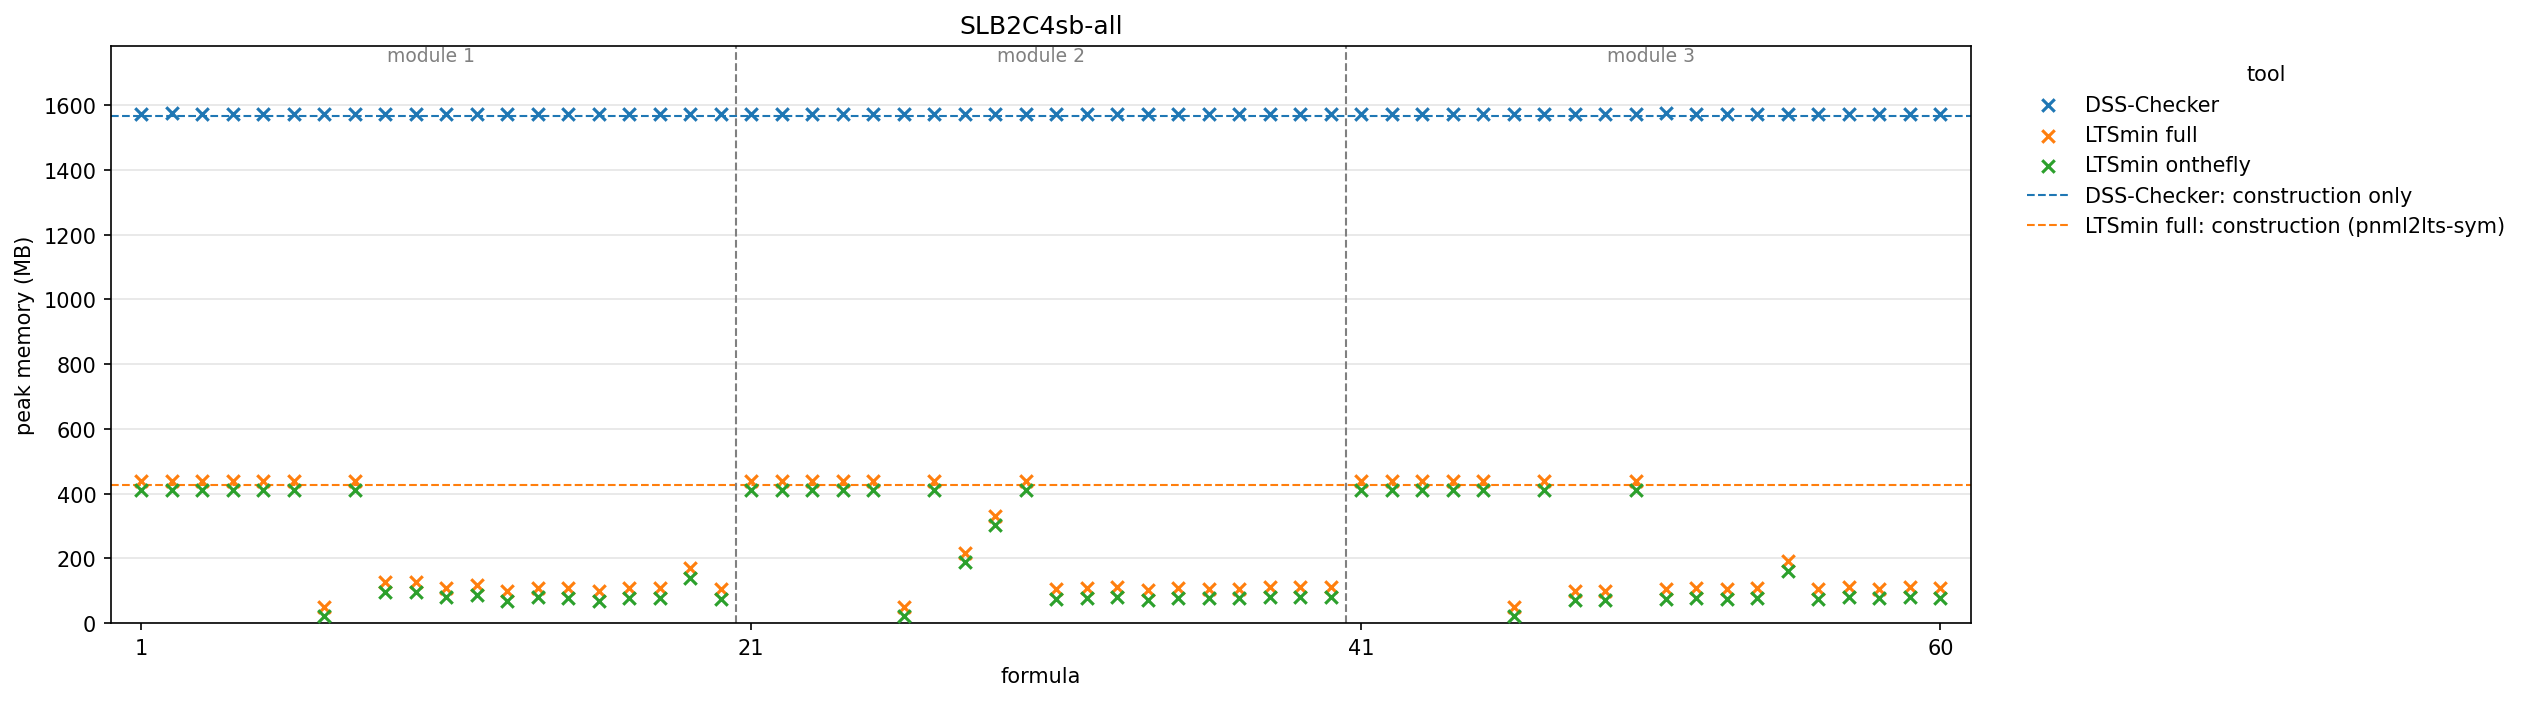 SLB2C4sb-all
module 1
module 2
module 3
tool
DSS-Checker
LTSmin full
LTSmin onthefly
DSS-Checker: construction only
LTSmin full: construction (pnml2lts-sym)
peak memory (MB)
1600
1400
1200
1000
800
600
400
200
0
1
21
41
60
formula